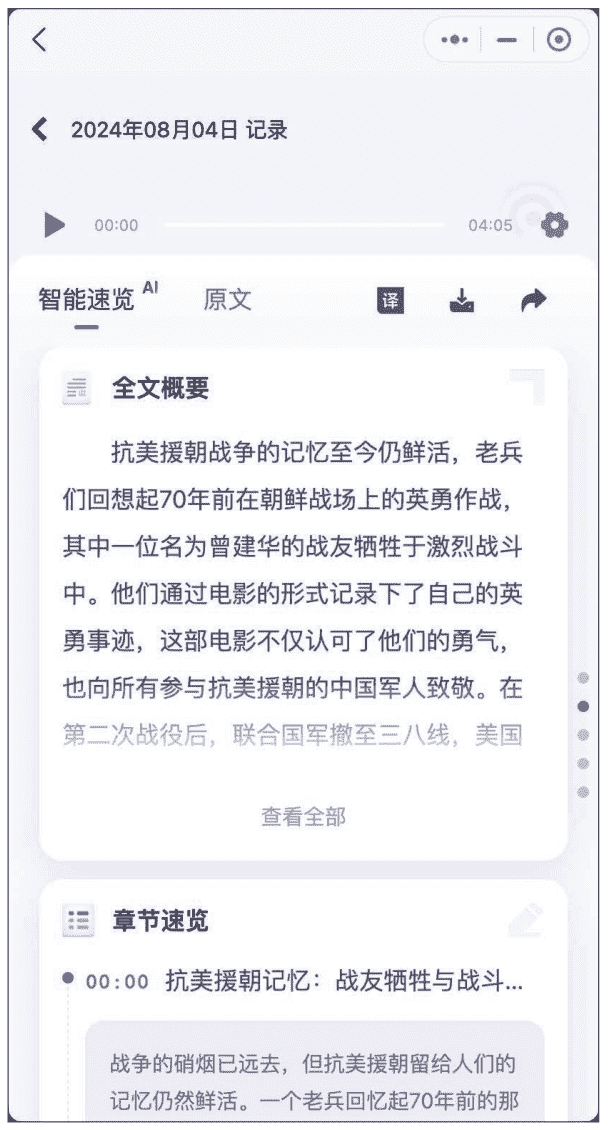 2024年08月04日 记录
00:00
04:05
智能速览 AI
原文
译
全文概要
抗美援朝战争的记忆至今仍鲜活，老兵
们回想起70年前在朝鲜战场上的英勇作战，
其中一位名为曾建华的战友牺牲于激烈战斗
中。他们通过电影的形式记录下了自己的英
勇事迹，这部电影不仅认可了他们的勇气，
也向所有参与抗美援朝的中国军人致敬。在
第二次战役后，联合国军撤至三八线，美国
查看全部
章节速览
00:00 抗美援朝记忆：战友牺牲与战斗...
战争的硝烟已远去，但抗美援朝留给人们的
记忆仍然鲜活。一个老兵回忆起70年前的那